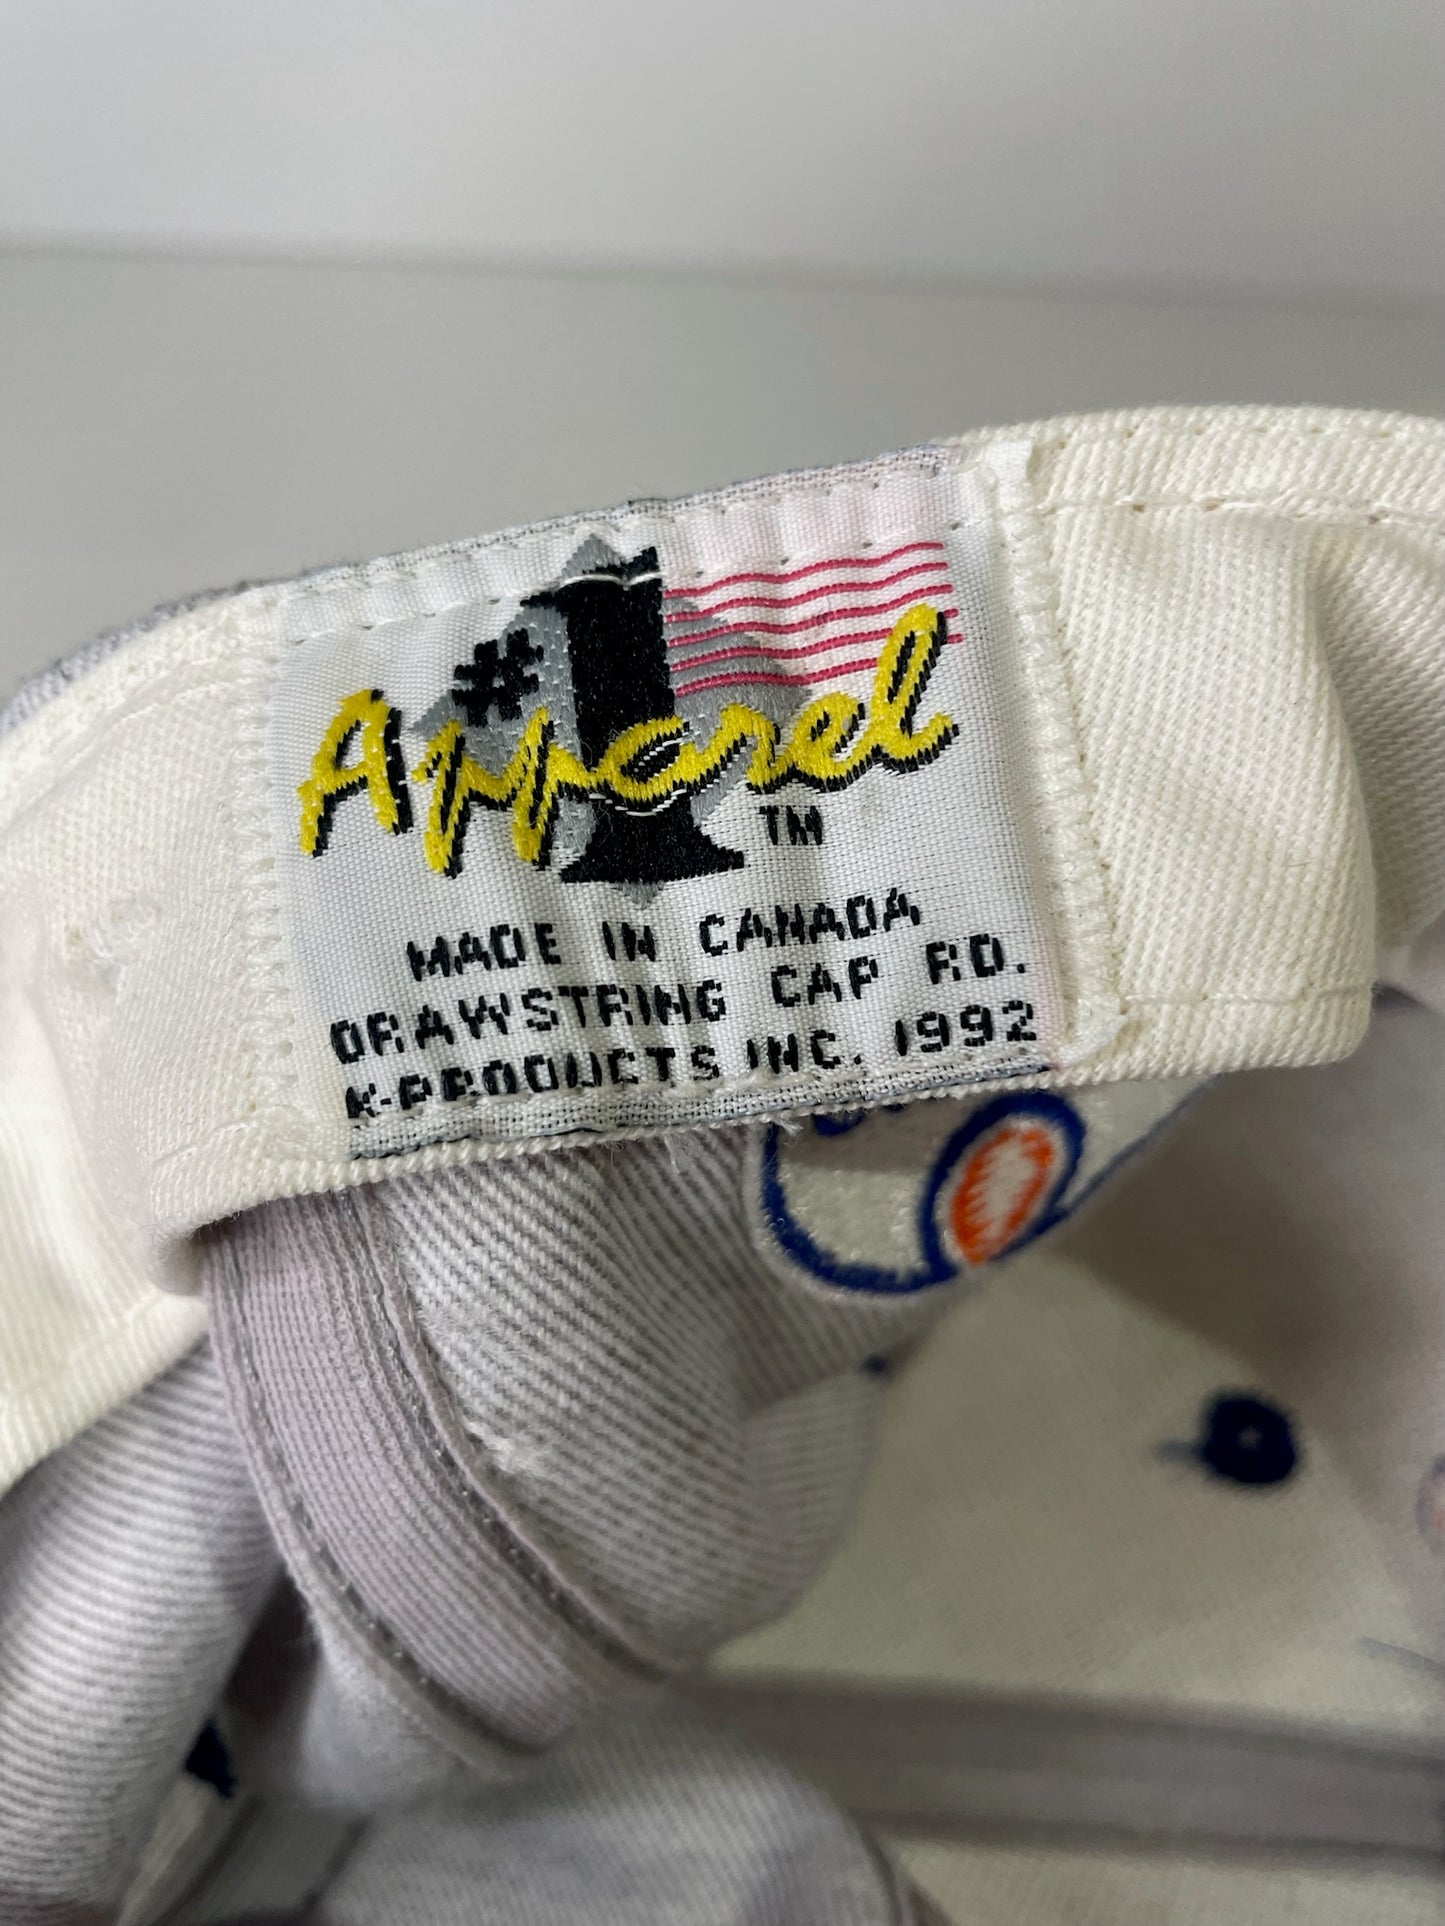 #1
Apparel
TM
MADE IN CANADA
DRAWSTRING CAP RD.
K-PRODUCTS INC. 1992